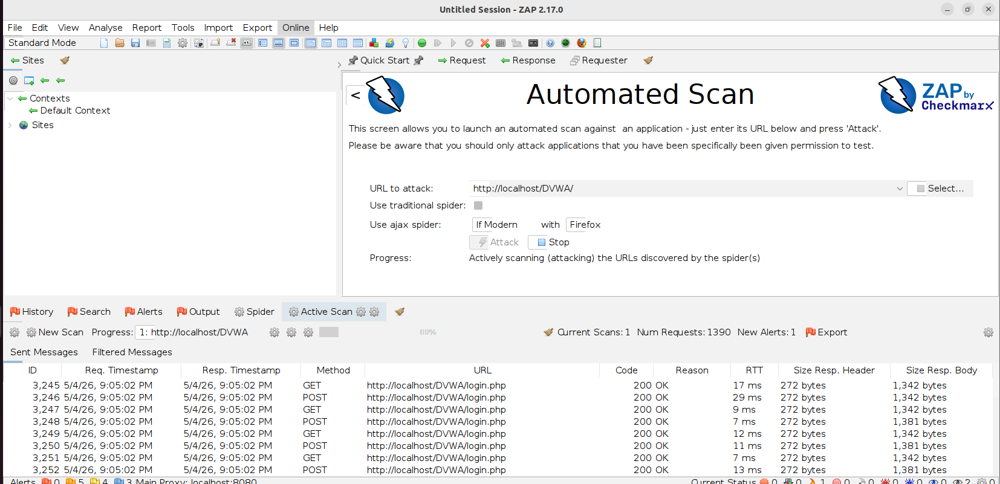 Untitled Session - ZAP 2.17.0
File Edit View Analyse Report Tools Import Export Online Help
Standard Mode
Sites
Quick Start Request Response Requester
Contexts
Default Context
Sites
<
Automated Scan
ZAP by
Checkmarx
This screen allows you to launch an automated scan against an application - just enter its URL below and press 'Attack'.
Please be aware that you should only attack applications that you have been specifically been given permission to test.
URL to attack: http://localhost/DVWA/ Select...
Use traditional spider:
Use ajax spider: If Modern with Firefox
Attack Stop
Progress: Actively scanning (attacking) the URLs discovered by the spider(s)
History Search Alerts Output Spider Active Scan
New Scan Progress: 1: http://localhost/DVWA 69% Current Scans: 1 Num Requests: 1390 New Alerts: 1 Export
Sent Messages Filtered Messages
ID Req. Timestamp Resp. Timestamp Method URL Code Reason RTT Size Resp. Header Size Resp. Body
3,245 5/4/26, 9:05:02 PM 5/4/26, 9:05:02 PM GET http://localhost/DVWA/login.php 200 OK 17 ms 272 bytes 1,342 bytes
3,246 5/4/26, 9:05:02 PM 5/4/26, 9:05:02 PM POST http://localhost/DVWA/login.php 200 OK 29 ms 272 bytes 1,342 bytes
3,247 5/4/26, 9:05:02 PM 5/4/26, 9:05:02 PM GET http://localhost/DVWA/login.php 200 OK 9 ms 272 bytes 1,342 bytes
3,248 5/4/26, 9:05:02 PM 5/4/26, 9:05:02 PM POST http://localhost/DVWA/login.php 200 OK 7 ms 272 bytes 1,381 bytes
3,249 5/4/26, 9:05:02 PM 5/4/26, 9:05:02 PM GET http://localhost/DVWA/login.php 200 OK 12 ms 272 bytes 1,342 bytes
3,250 5/4/26, 9:05:02 PM 5/4/26, 9:05:02 PM POST http://localhost/DVWA/login.php 200 OK 11 ms 272 bytes 1,381 bytes
3,251 5/4/26, 9:05:02 PM 5/4/26, 9:05:02 PM GET http://localhost/DVWA/login.php 200 OK 7 ms 272 bytes 1,342 bytes
3,252 5/4/26, 9:05:02 PM 5/4/26, 9:05:02 PM POST http://localhost/DVWA/login.php 200 OK 13 ms 272 bytes 1,381 bytes
Alerts 0 5 4 3 Main Proxy: localhost:8080 Current Status 0 0 1 0 0 0 0 0 2 0